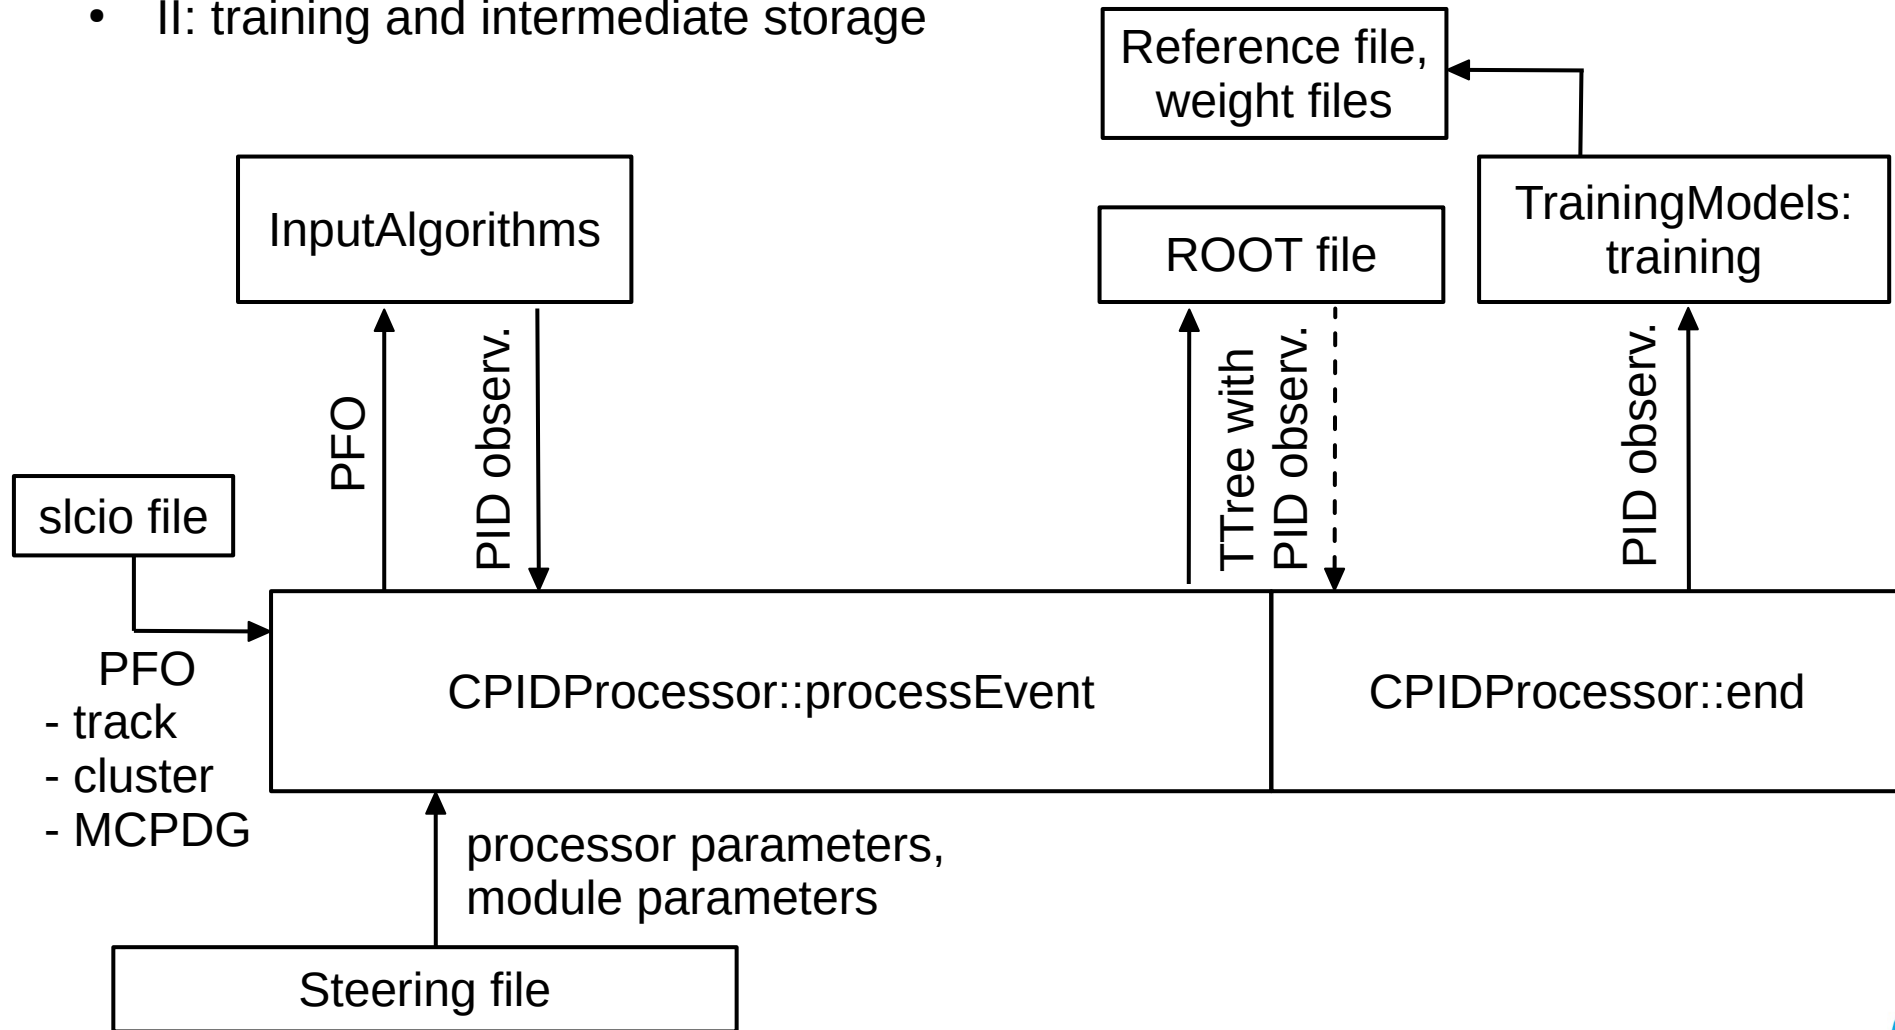 • II: training and intermediate storage
Reference file,
weight files
InputAlgorithms
ROOT file
TrainingModels:
training
PFO
PID observ.
TTree with
PID observ.
PID observ.
slcio file
PFO
- track
- cluster
- MCPDG
CPIDProcessor::processEvent
CPIDProcessor::end
processor parameters,
module parameters
Steering file